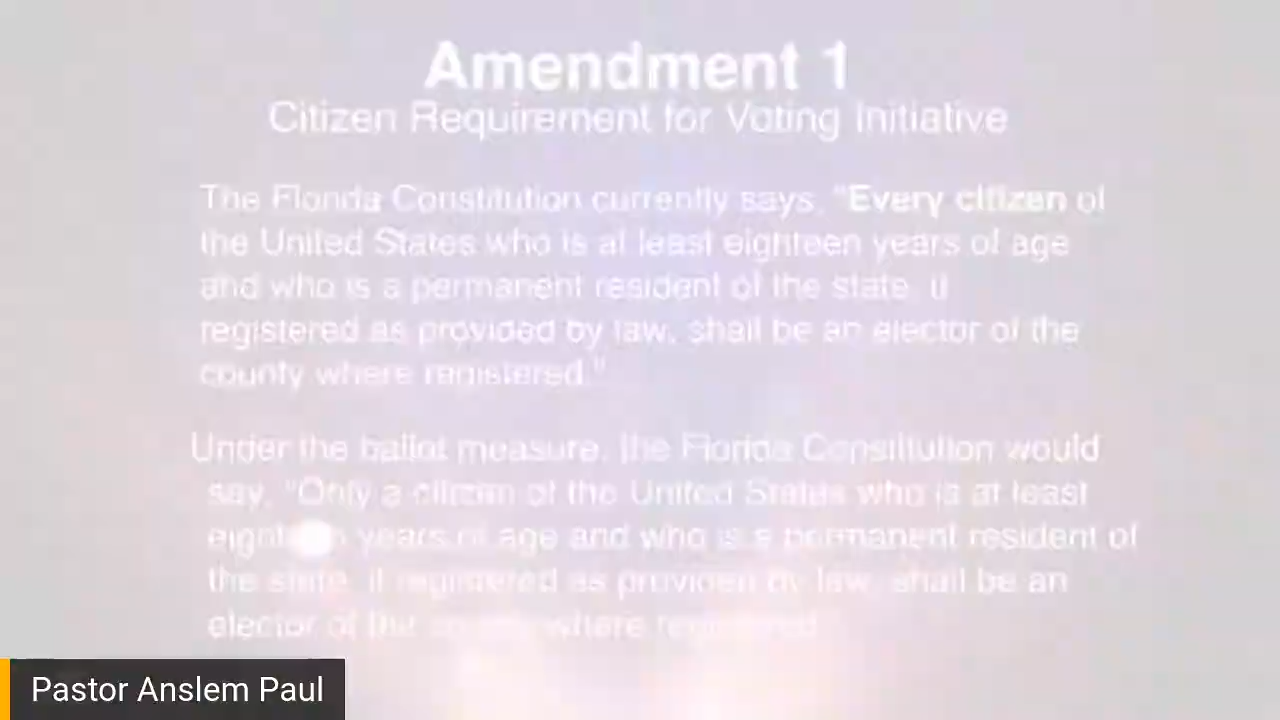 Amendment 1
Citizen Requirement for Voting Initiative
The Florida Constitution currently says, "Every citizen of
the United States who is at least eighteen years of age
and who is a permanent resident of the state, if
registered as provided by law, shall be an elector of the
county where registered."
Under the ballot measure, the Florida Constitution would
say, "Only a citizen of the United States who is at least
eighteen years of age and who is a permanent resident of
the state, if registered as provided by law, shall be an
elector of the county where registered
Pastor Anslem Paul